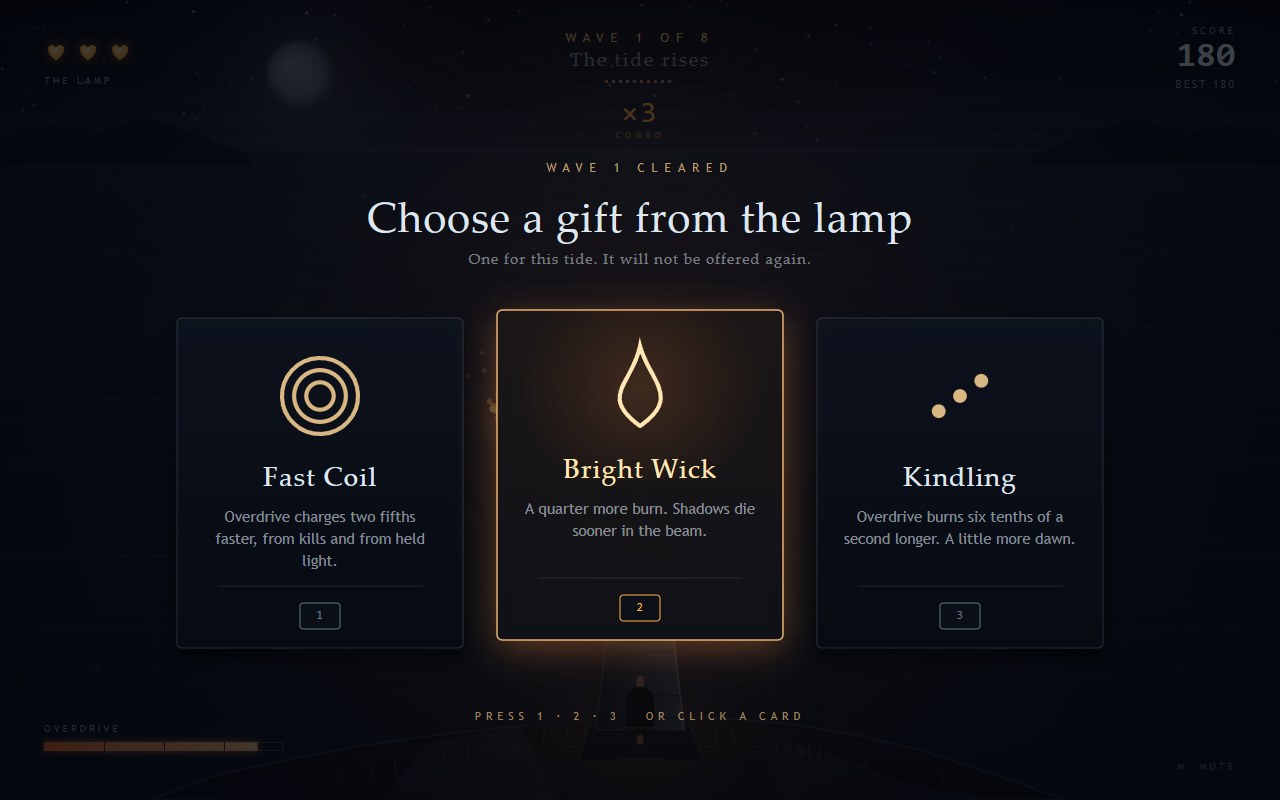 WAVE 1 OF 8
The tide rises
×3
COMBO
THE LAMP
SCORE
180
BEST 180
WAVE 1 CLEARED
Choose a gift from the lamp
One for this tide. It will not be offered again.
Fast Coil
Overdrive charges two fifths
faster, from kills and from held
light.
1
Bright Wick
A quarter more burn. Shadows die
sooner in the beam.
2
Kindling
Overdrive burns six tenths of a
second longer. A little more dawn.
3
PRESS 1 · 2 · 3 OR CLICK A CARD
OVERDRIVE
M MUTE